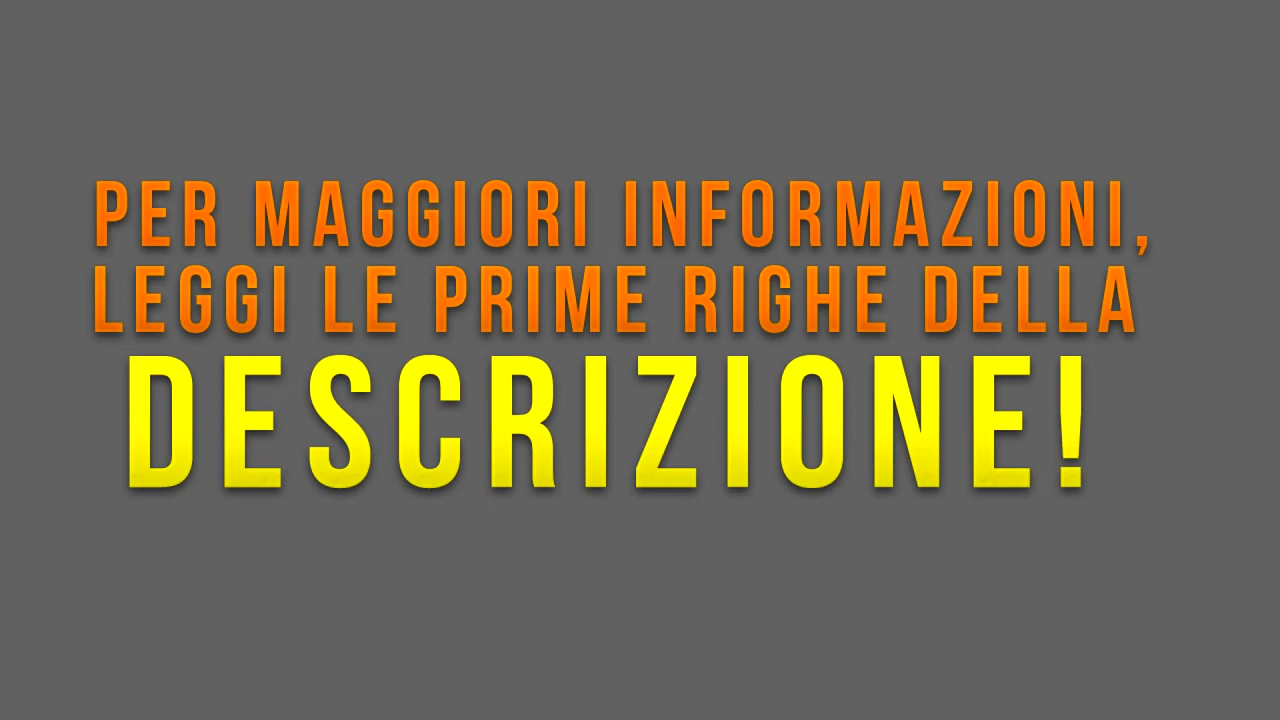 PER MAGGIORI INFORMAZIONI,
LEGGI LE PRIME RIGHE DELLA
DESCRIZIONE!